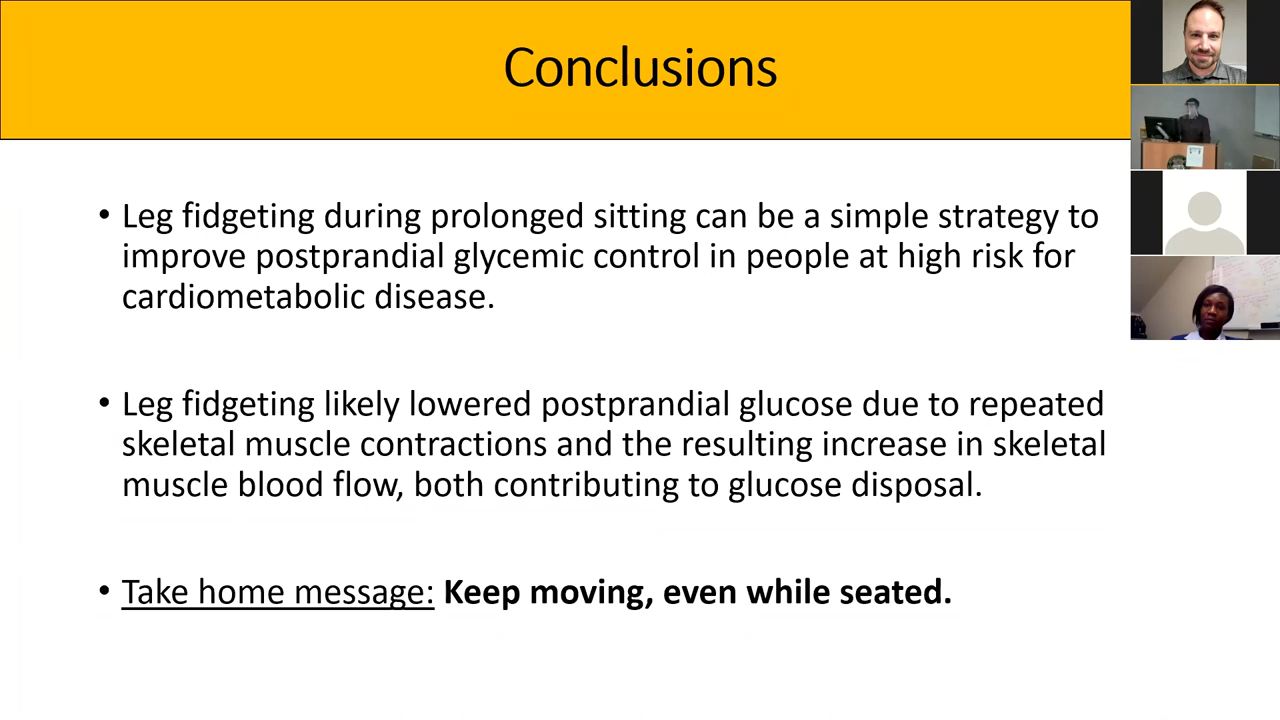 Conclusions
• Leg fidgeting during prolonged sitting can be a simple strategy to
improve postprandial glycemic control in people at high risk for
cardiometabolic disease.
• Leg fidgeting likely lowered postprandial glucose due to repeated
skeletal muscle contractions and the resulting increase in skeletal
muscle blood flow, both contributing to glucose disposal.
• Take home message: Keep moving, even while seated.